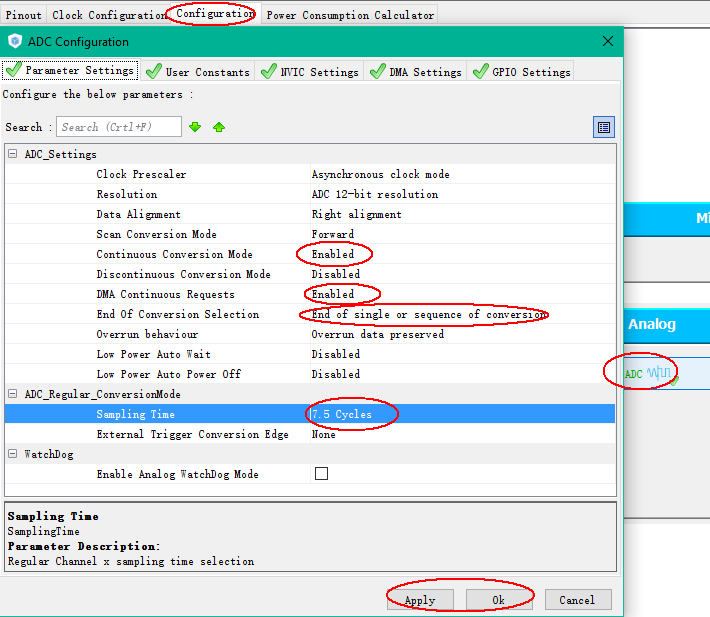 Pinout Clock Configuration Configuration Power Consumption Calculator
ADC Configuration
Parameter Settings User Constants NVIC Settings DMA Settings GPIO Settings
Configure the below parameters :
Search : Search (Crtl+F)
ADC_Settings
Clock Prescaler Asynchronous clock mode
Resolution ADC 12-bit resolution
Data Alignment Right alignment
Scan Conversion Mode Forward
Continuous Conversion Mode Enabled
Discontinuous Conversion Mode Disabled
DMA Continuous Requests Enabled
End Of Conversion Selection End of single or sequence of conversion
Overrun behaviour Overrun data preserved
Low Power Auto Wait Disabled
Low Power Auto Power Off Disabled
ADC_Regular_ConversionMode
Sampling Time 7.5 Cycles
External Trigger Conversion Edge None
WatchDog
Enable Analog WatchDog Mode
Sampling Time
SamplingTime
Parameter Description:
Regular Channel x sampling time selection
Apply Ok Cancel
Analog
ADC